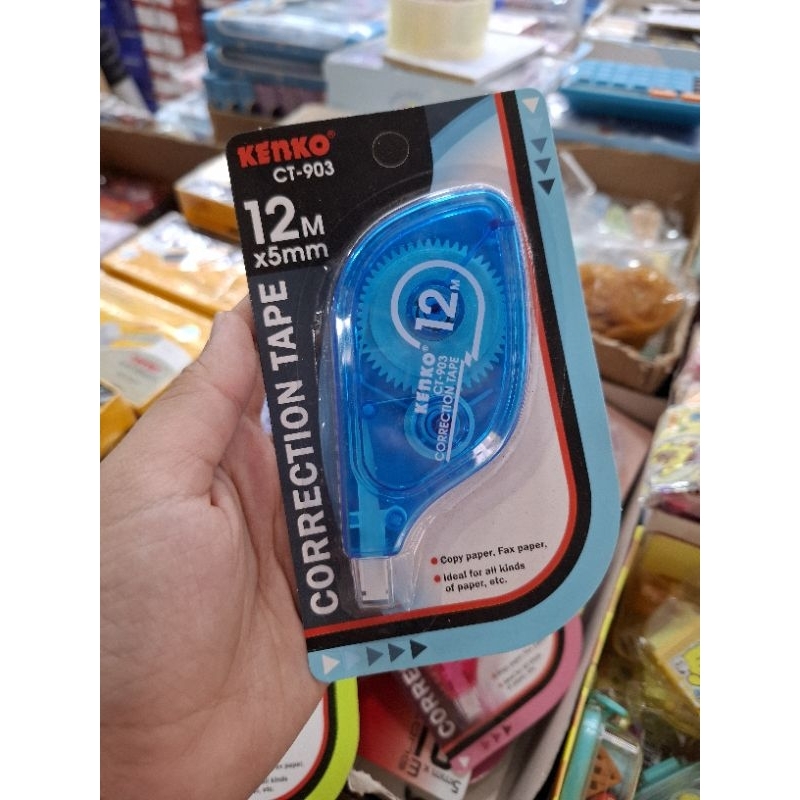 KENKO®
CT-903
12M
x5mm
CORRECTION TAPE
12M
KENKO®
CT-903
CORRECTION TAPE
• Copy paper, Fax paper,
• Ideal for all kinds
of paper, etc.
CORRE